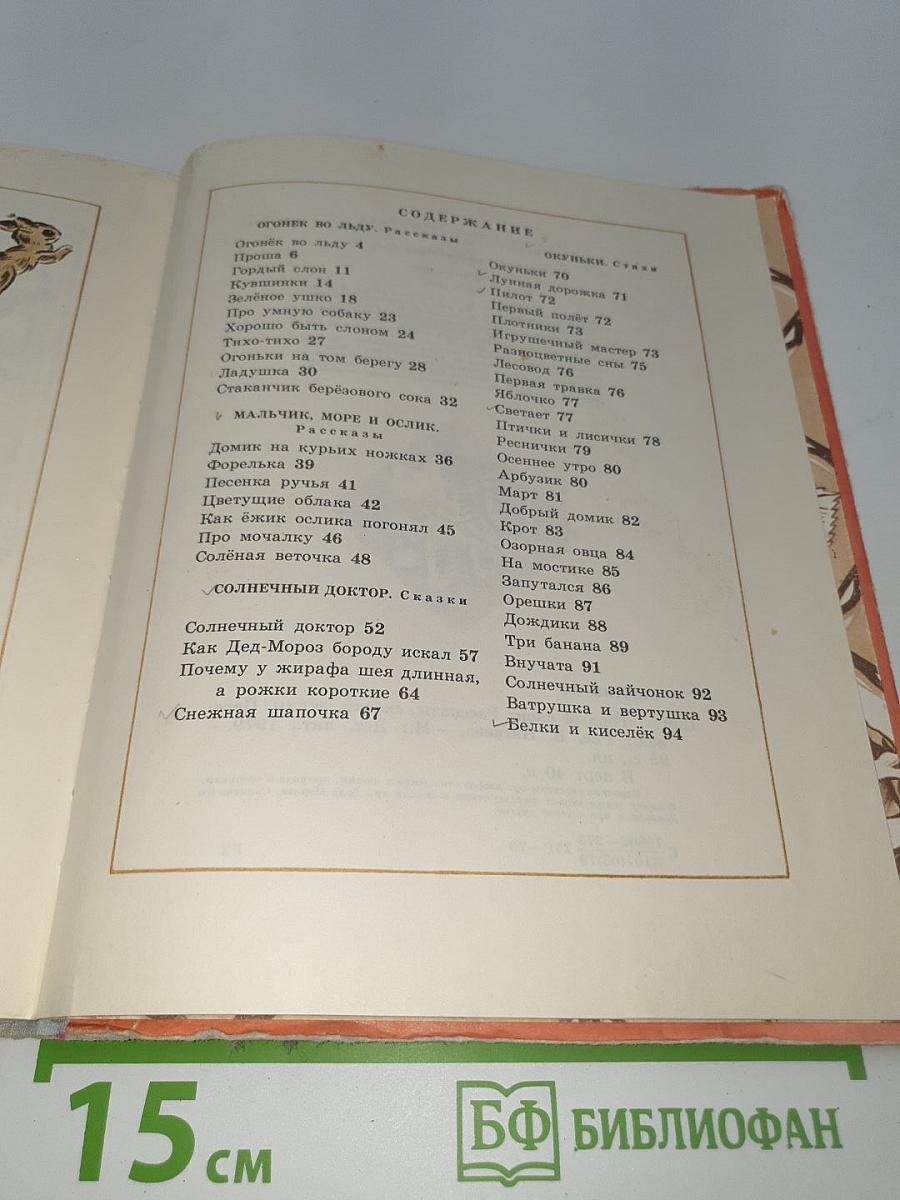 СОДЕРЖАНИЕ
ОГОНЕК ВО ЛЬДУ. Рассказы
Огонёк во льду 4
Проша 6
Гордый слон 11
Кувшинки 14
Зелёное ушко 18
Про умную собаку 23
Хорошо быть слоном 24
Тихо-тихо 27
Огоньки на том берегу 28
Ладушка 30
Стаканчик берёзового сока 32
МАЛЬЧИК, МОРЕ И ОСЛИК.
Рассказы
Домик на курьих ножках 36
Форелька 39
Песенка ручья 41
Цветущие облака 42
Как ёжик ослика погонял 45
Про мочалку 46
Солёная веточка 48
СОЛНЕЧНЫЙ ДОКТОР. Сказки
Солнечный доктор 52
Как Дед-Мороз бороду искал 57
Почему у жирафа шея длинная,
а рожки короткие 64
Снежная шапочка 67
ОКУНЬКИ. Стихи
Окуньки 70
Лунная дорожка 71
Пилот 72
Первый полёт 72
Плотники 73
Игрушечный мастер 73
Разноцветные сны 75
Лесовод 76
Первая травка 76
Яблочко 77
Светает 77
Птички и лисички 78
Реснички 79
Осеннее утро 80
Арбузик 80
Март 81
Добрый домик 82
Крот 83
Озорная овца 84
На мостике 85
Запутался 86
Орешки 87
Дождики 88
Три банана 89
Внучата 91
Солнечный зайчонок 92
Ватрушка и вертушка 93
Белки и киселёк 94
15 см
БФ БИБЛИОФАН